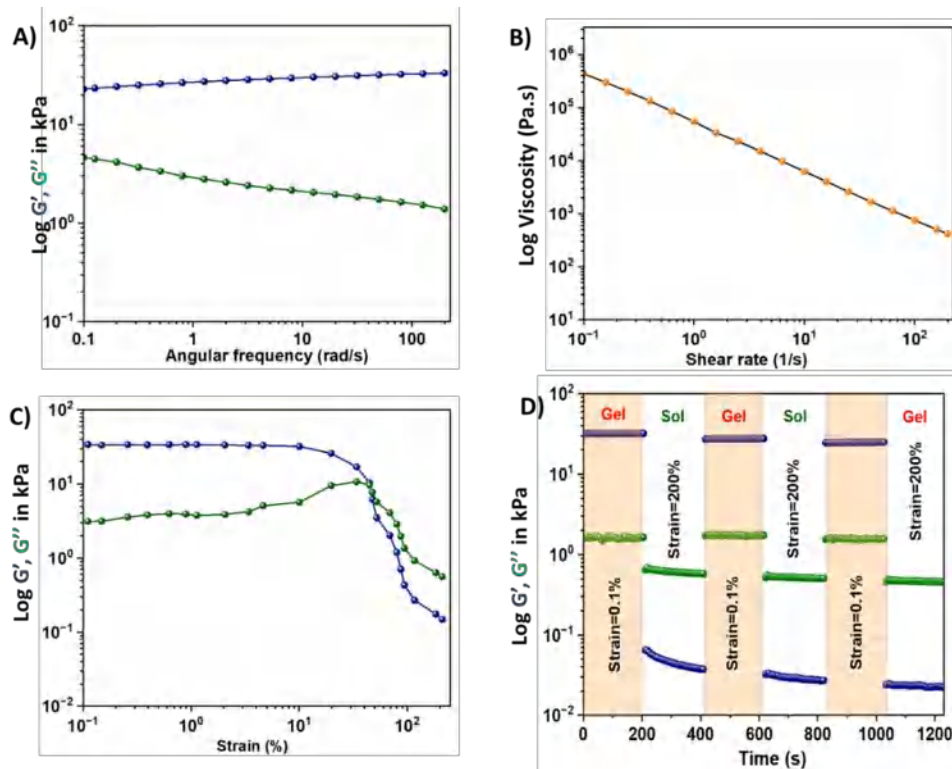 A)
Log G', G'' in kPa
10²
10¹
10⁰
10⁻¹
0.1
1
10
100
Angular frequency (rad/s)
B)
Log Viscosity (Pa.s)
10⁶
10⁵
10⁴
10³
10²
10¹
10⁻¹
10⁰
10¹
10²
Shear rate (1/s)
C)
Log G', G'' in kPa
10²
10¹
10⁰
10⁻¹
10⁻²
10⁻¹
10⁰
10¹
10²
Strain (%)
D)
Log G', G'' in kPa
10²
10¹
10⁰
10⁻¹
10⁻²
Gel
Sol
Gel
Sol
Gel
Strain=0.1%
Strain=200%
Strain=0.1%
Strain=200%
Strain=0.1%
Strain=200%
0
200
400
600
800
1000
1200
Time (s)